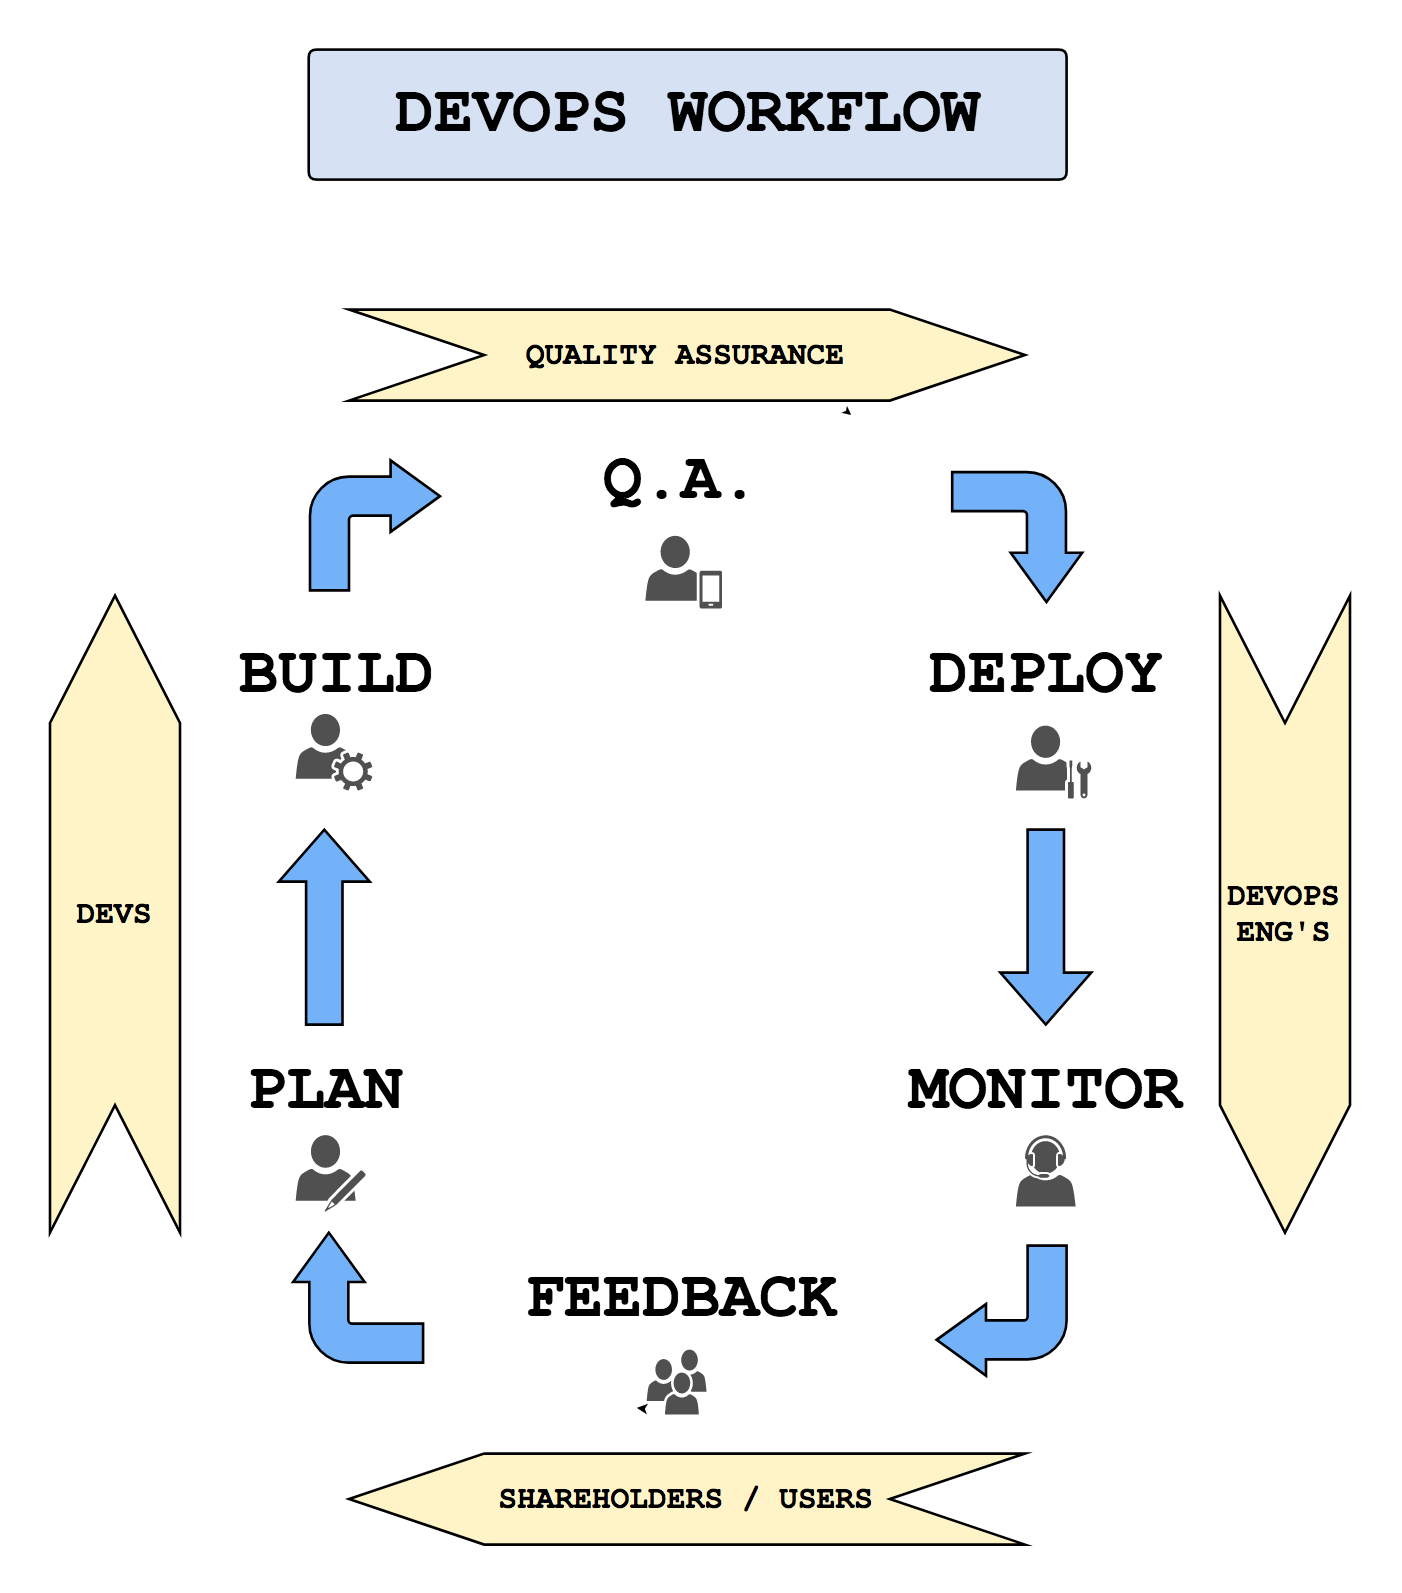 DEVOPS WORKFLOW
QUALITY ASSURANCE
Q.A.
BUILD
DEPLOY
DEVS
DEVOPS
ENG'S
PLAN
MONITOR
FEEDBACK
SHAREHOLDERS / USERS